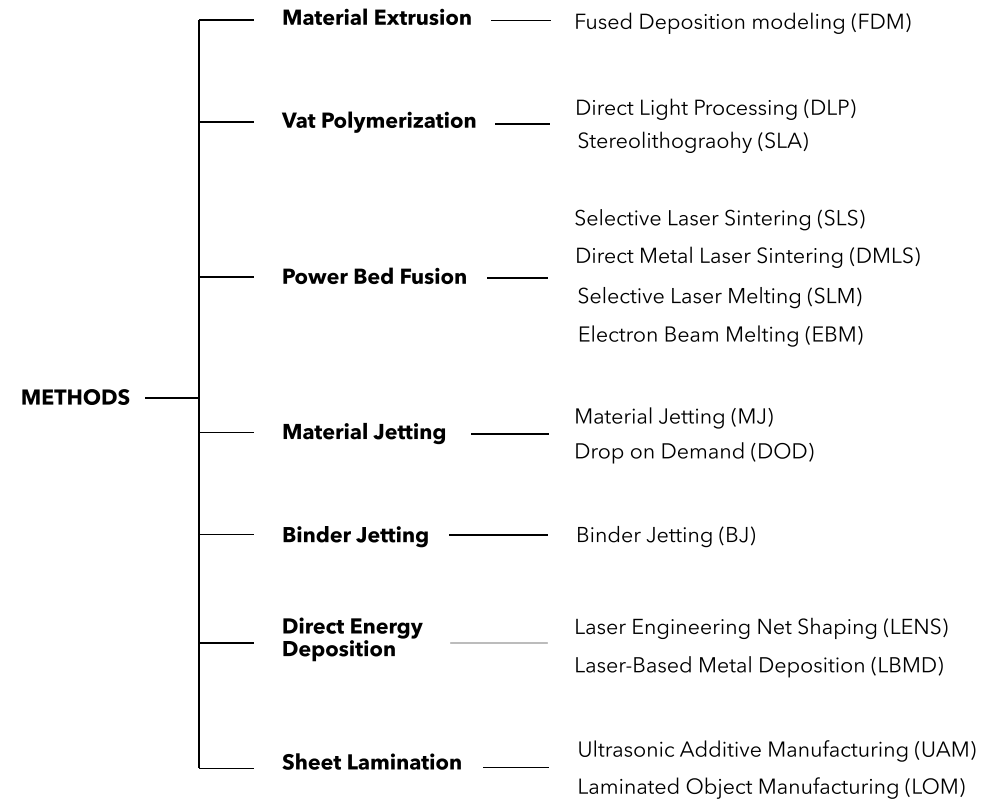 Material Extrusion
Fused Deposition modeling (FDM)
Vat Polymerization
Direct Light Processing (DLP)
Stereolithograohy (SLA)
Power Bed Fusion
Selective Laser Sintering (SLS)
Direct Metal Laser Sintering (DMLS)
Selective Laser Melting (SLM)
Electron Beam Melting (EBM)
METHODS
Material Jetting
Material Jetting (MJ)
Drop on Demand (DOD)
Binder Jetting
Binder Jetting (BJ)
Direct Energy
Deposition
Laser Engineering Net Shaping (LENS)
Laser-Based Metal Deposition (LBMD)
Sheet Lamination
Ultrasonic Additive Manufacturing (UAM)
Laminated Object Manufacturing (LOM)